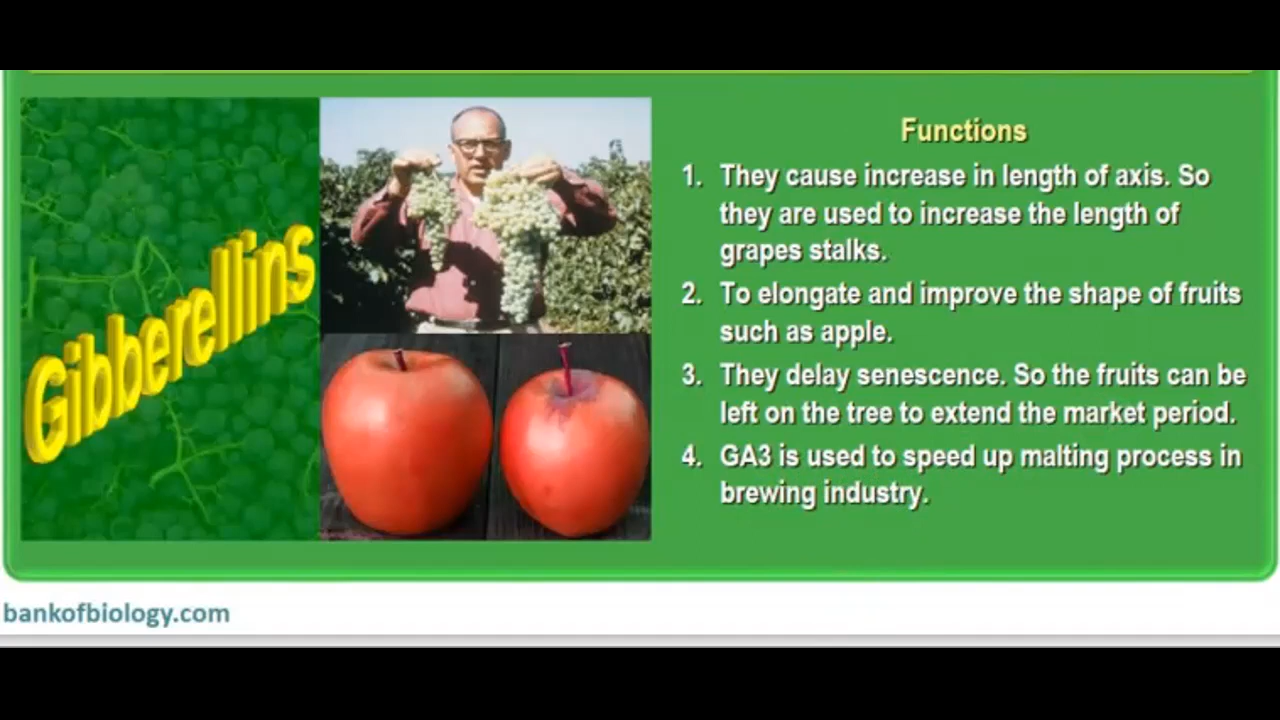 Gibberellins
Functions
1. They cause increase in length of axis. So
they are used to increase the length of
grapes stalks.
2. To elongate and improve the shape of fruits
such as apple.
3. They delay senescence. So the fruits can be
left on the tree to extend the market period.
4. GA3 is used to speed up malting process in
brewing industry.
bankofbiology.com